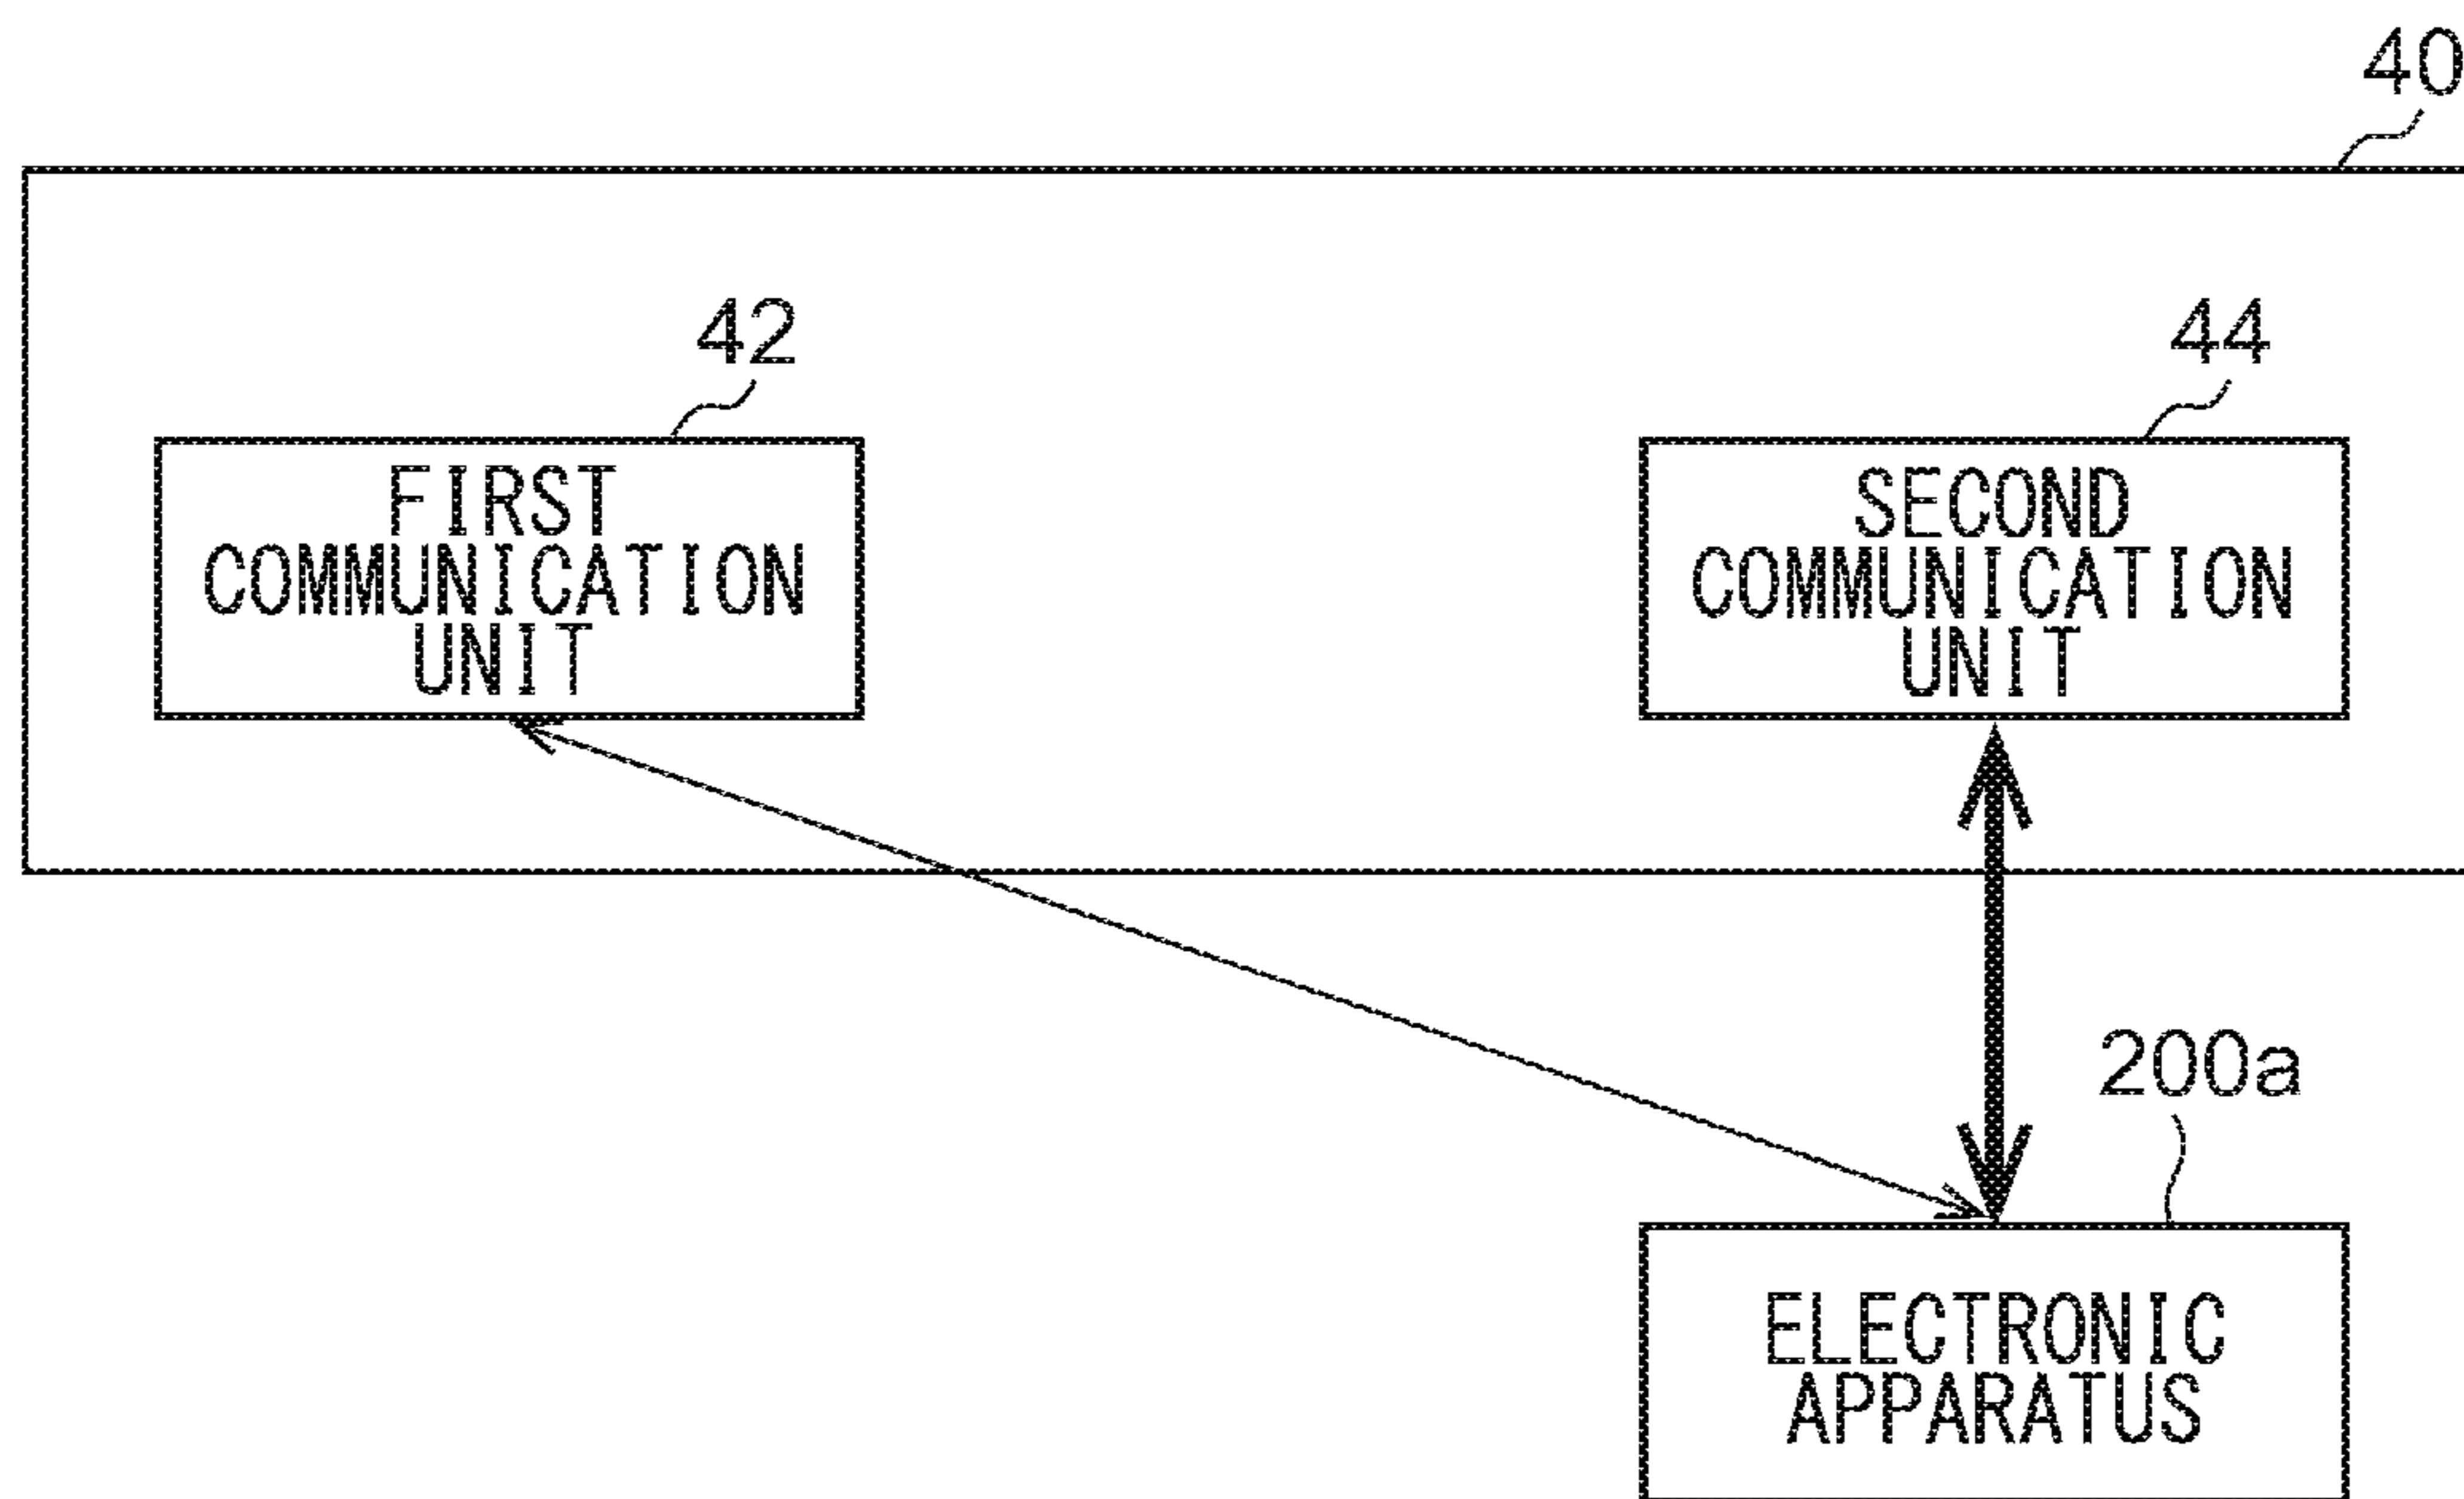 40
42
44
FIRST
COMMUNICATION
UNIT
SECOND
COMMUNICATION
UNIT
200a
ELECTRONIC
APPARATUS